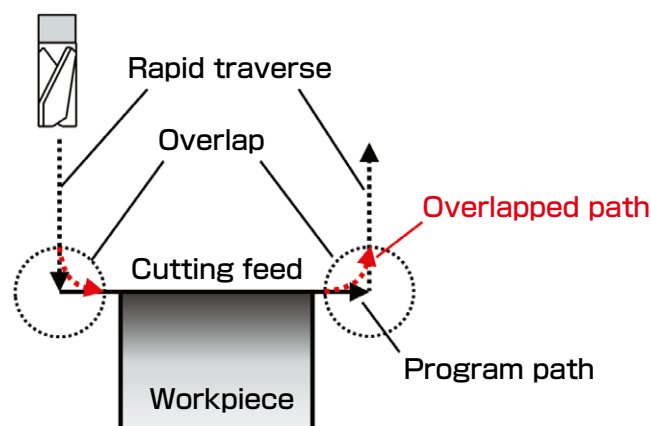 Rapid traverse
Overlap
Overlapped path
Cutting feed
Program path
Workpiece